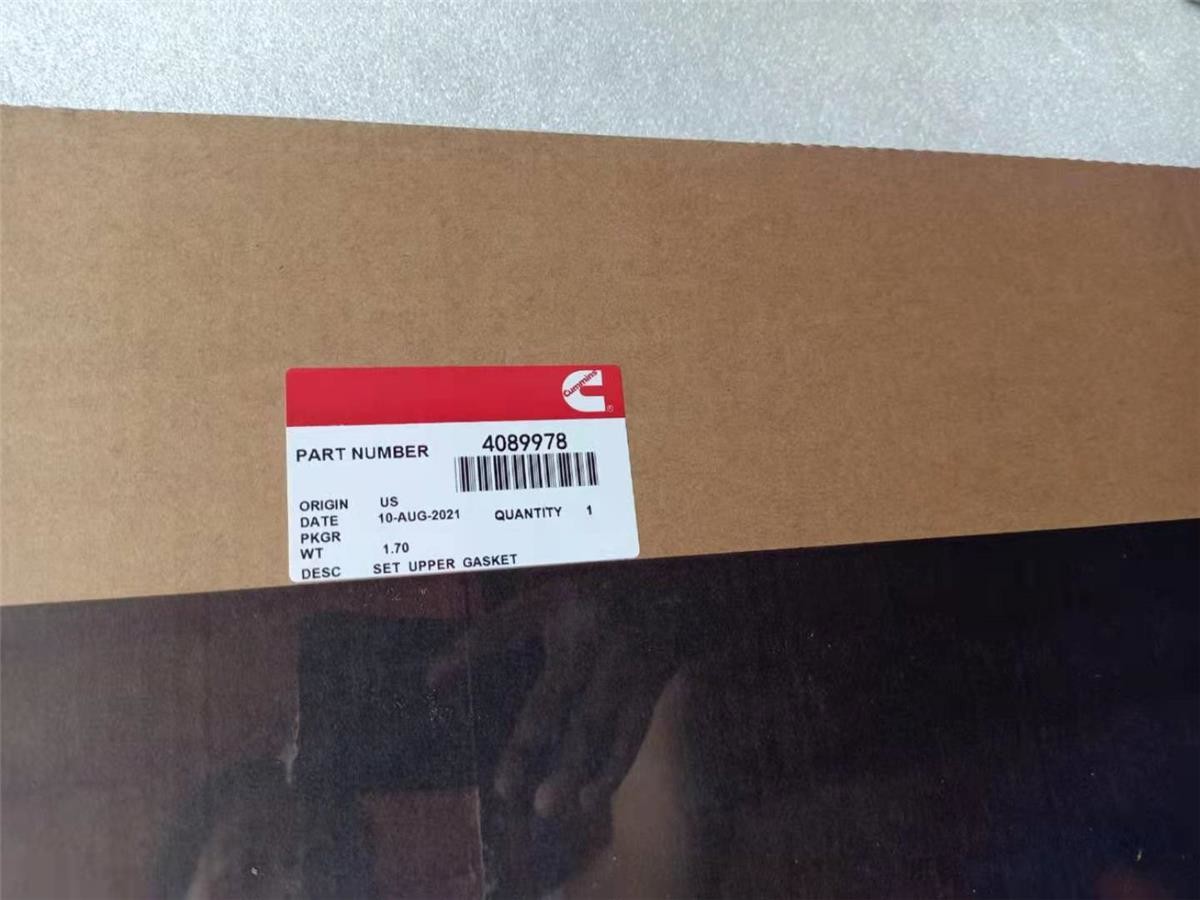 Cummins
®
PART NUMBER 4089978
ORIGIN US
DATE 10-AUG-2021 QUANTITY 1
PKGR
WT 1.70
DESC SET UPPER GASKET